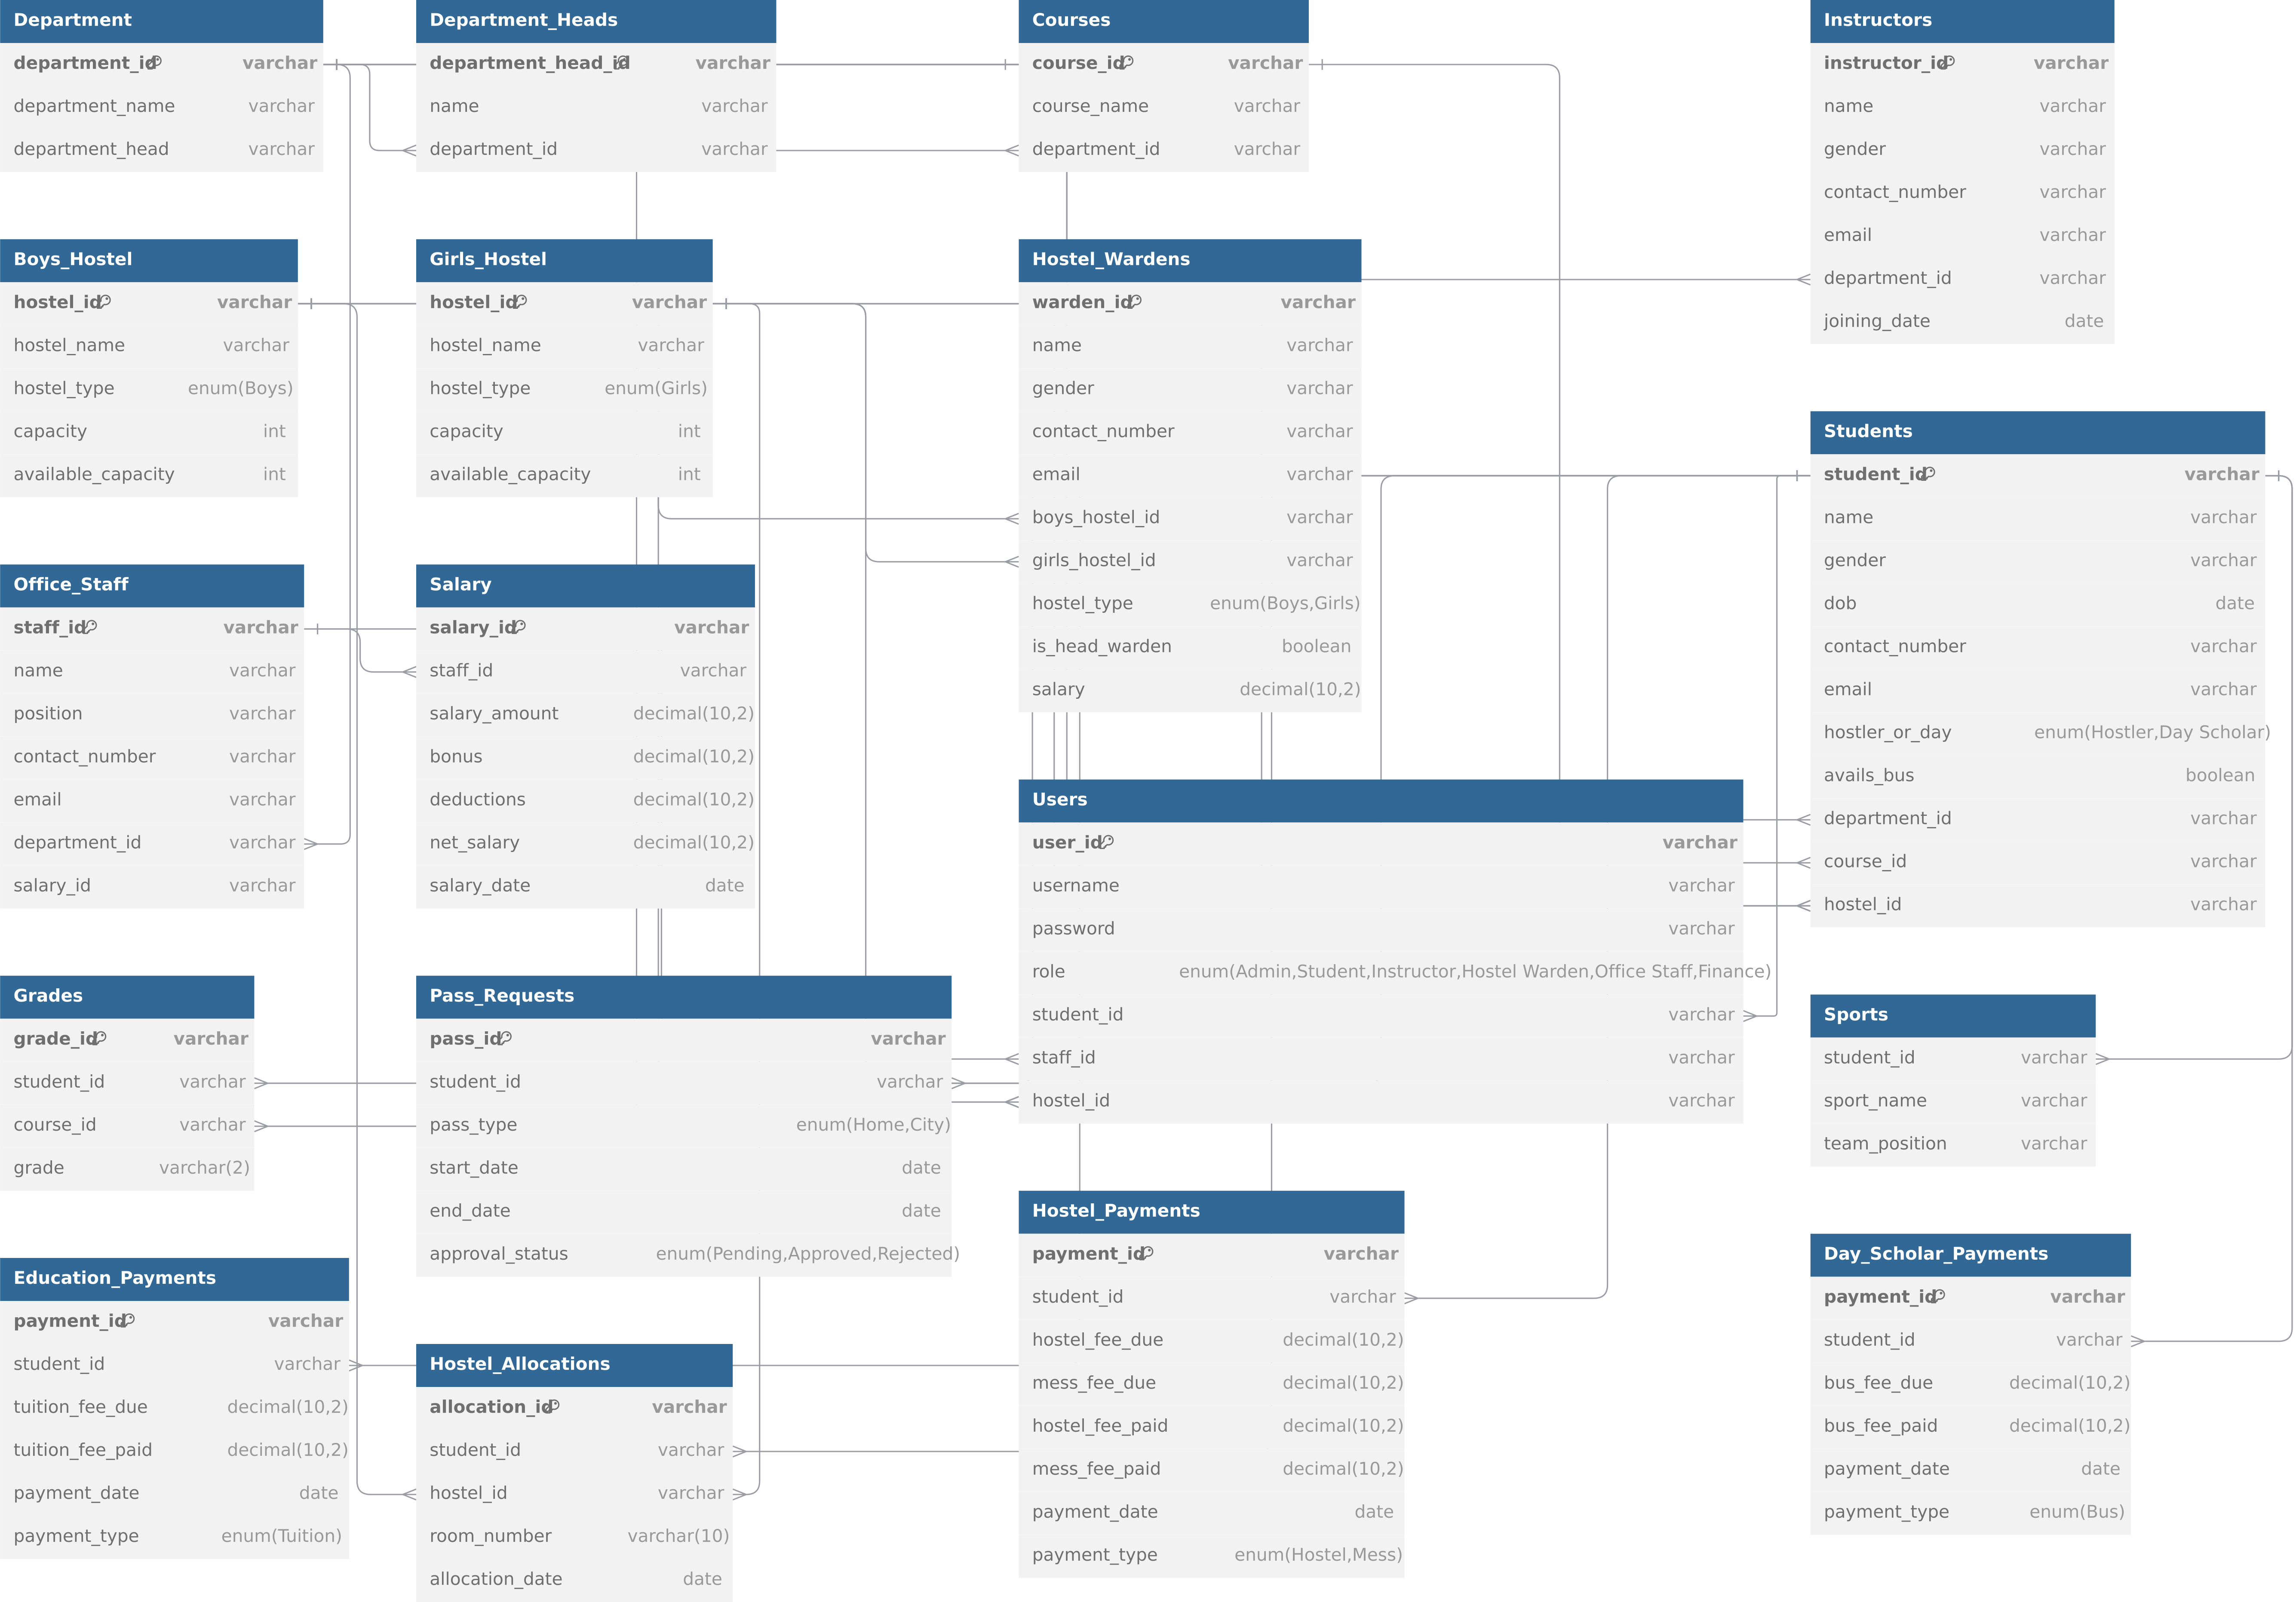 Department
department_id varchar
department_name varchar
department_head varchar
Department_Heads
department_head_id varchar
name varchar
department_id varchar
Courses
course_id varchar
course_name varchar
department_id varchar
Instructors
instructor_id varchar
name varchar
gender varchar
contact_number varchar
email varchar
department_id varchar
joining_date date
Boys_Hostel
hostel_id varchar
hostel_name varchar
hostel_type enum(Boys)
capacity int
available_capacity int
Girls_Hostel
hostel_id varchar
hostel_name varchar
hostel_type enum(Girls)
capacity int
available_capacity int
Hostel_Wardens
warden_id varchar
name varchar
gender varchar
contact_number varchar
email varchar
boys_hostel_id varchar
girls_hostel_id varchar
hostel_type enum(Boys,Girls)
is_head_warden boolean
salary decimal(10,2)
Students
student_id varchar
name varchar
gender varchar
dob date
contact_number varchar
email varchar
hostler_or_day enum(Hostler,Day Scholar)
avails_bus boolean
department_id varchar
course_id varchar
hostel_id varchar
Office_Staff
staff_id varchar
name varchar
position varchar
contact_number varchar
email varchar
department_id varchar
salary_id varchar
Salary
salary_id varchar
staff_id varchar
salary_amount decimal(10,2)
bonus decimal(10,2)
deductions decimal(10,2)
net_salary decimal(10,2)
salary_date date
Users
user_id varchar
username varchar
password varchar
role enum(Admin,Student,Instructor,Hostel Warden,Office Staff,Finance)
student_id varchar
staff_id varchar
hostel_id varchar
Grades
grade_id varchar
student_id varchar
course_id varchar
grade varchar(2)
Pass_Requests
pass_id varchar
student_id varchar
pass_type enum(Home,City)
start_date date
end_date date
approval_status enum(Pending,Approved,Rejected)
Sports
student_id varchar
sport_name varchar
team_position varchar
Education_Payments
payment_id varchar
student_id varchar
tuition_fee_due decimal(10,2)
tuition_fee_paid decimal(10,2)
payment_date date
payment_type enum(Tuition)
Hostel_Allocations
allocation_id varchar
student_id varchar
hostel_id varchar
room_number varchar(10)
allocation_date date
Hostel_Payments
payment_id varchar
student_id varchar
hostel_fee_due decimal(10,2)
mess_fee_due decimal(10,2)
hostel_fee_paid decimal(10,2)
mess_fee_paid decimal(10,2)
payment_date date
payment_type enum(Hostel,Mess)
Day_Scholar_Payments
payment_id varchar
student_id varchar
bus_fee_due decimal(10,2)
bus_fee_paid decimal(10,2)
payment_date date
payment_type enum(Bus)